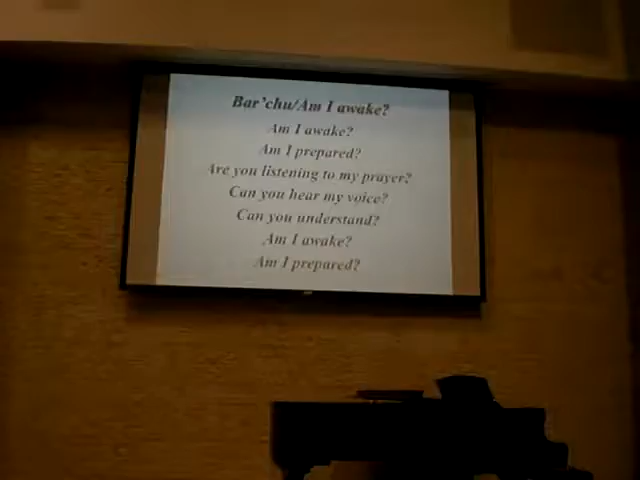 Bar'chu/Am I awake?
Am I awake?
Am I prepared?
Are you listening to my prayer?
Can you hear my voice?
Can you understand?
Am I awake?
Am I prepared?